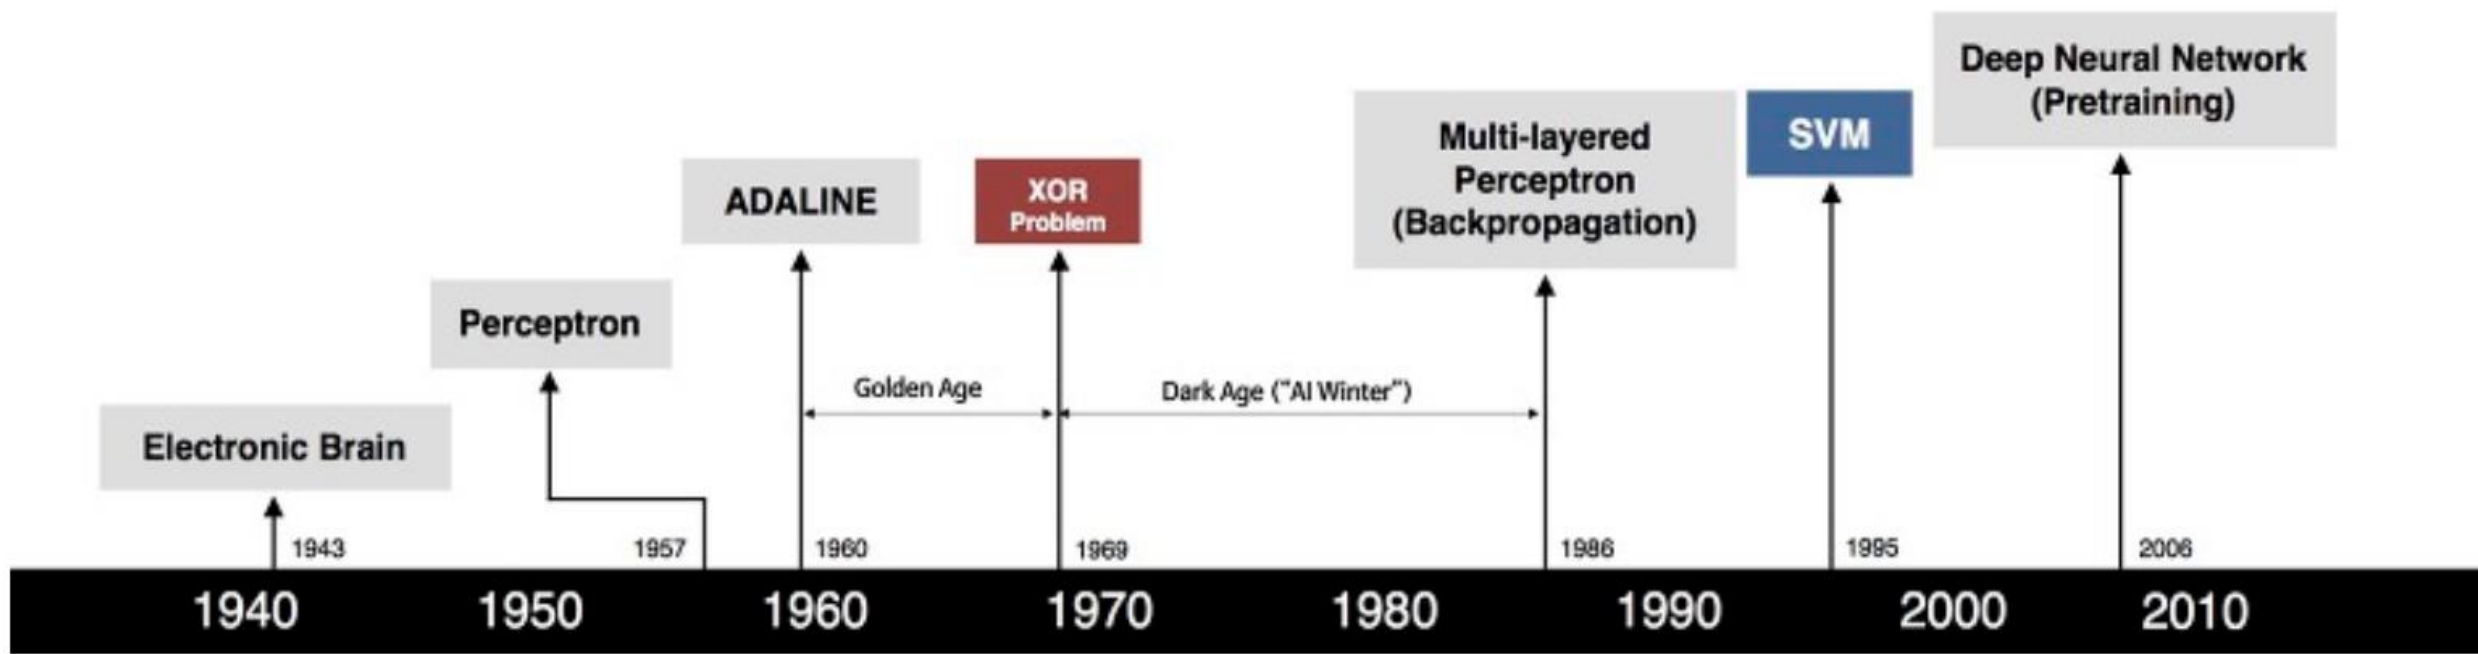 Deep Neural Network
(Pretraining)
Multi-layered
Perceptron
(Backpropagation)
SVM
ADALINE
XOR
Problem
Perceptron
Golden Age
Dark Age ("AI Winter")
Electronic Brain
1943
1957
1960
1969
1986
1995
2006
1940 1950 1960 1970 1980 1990 2000 2010